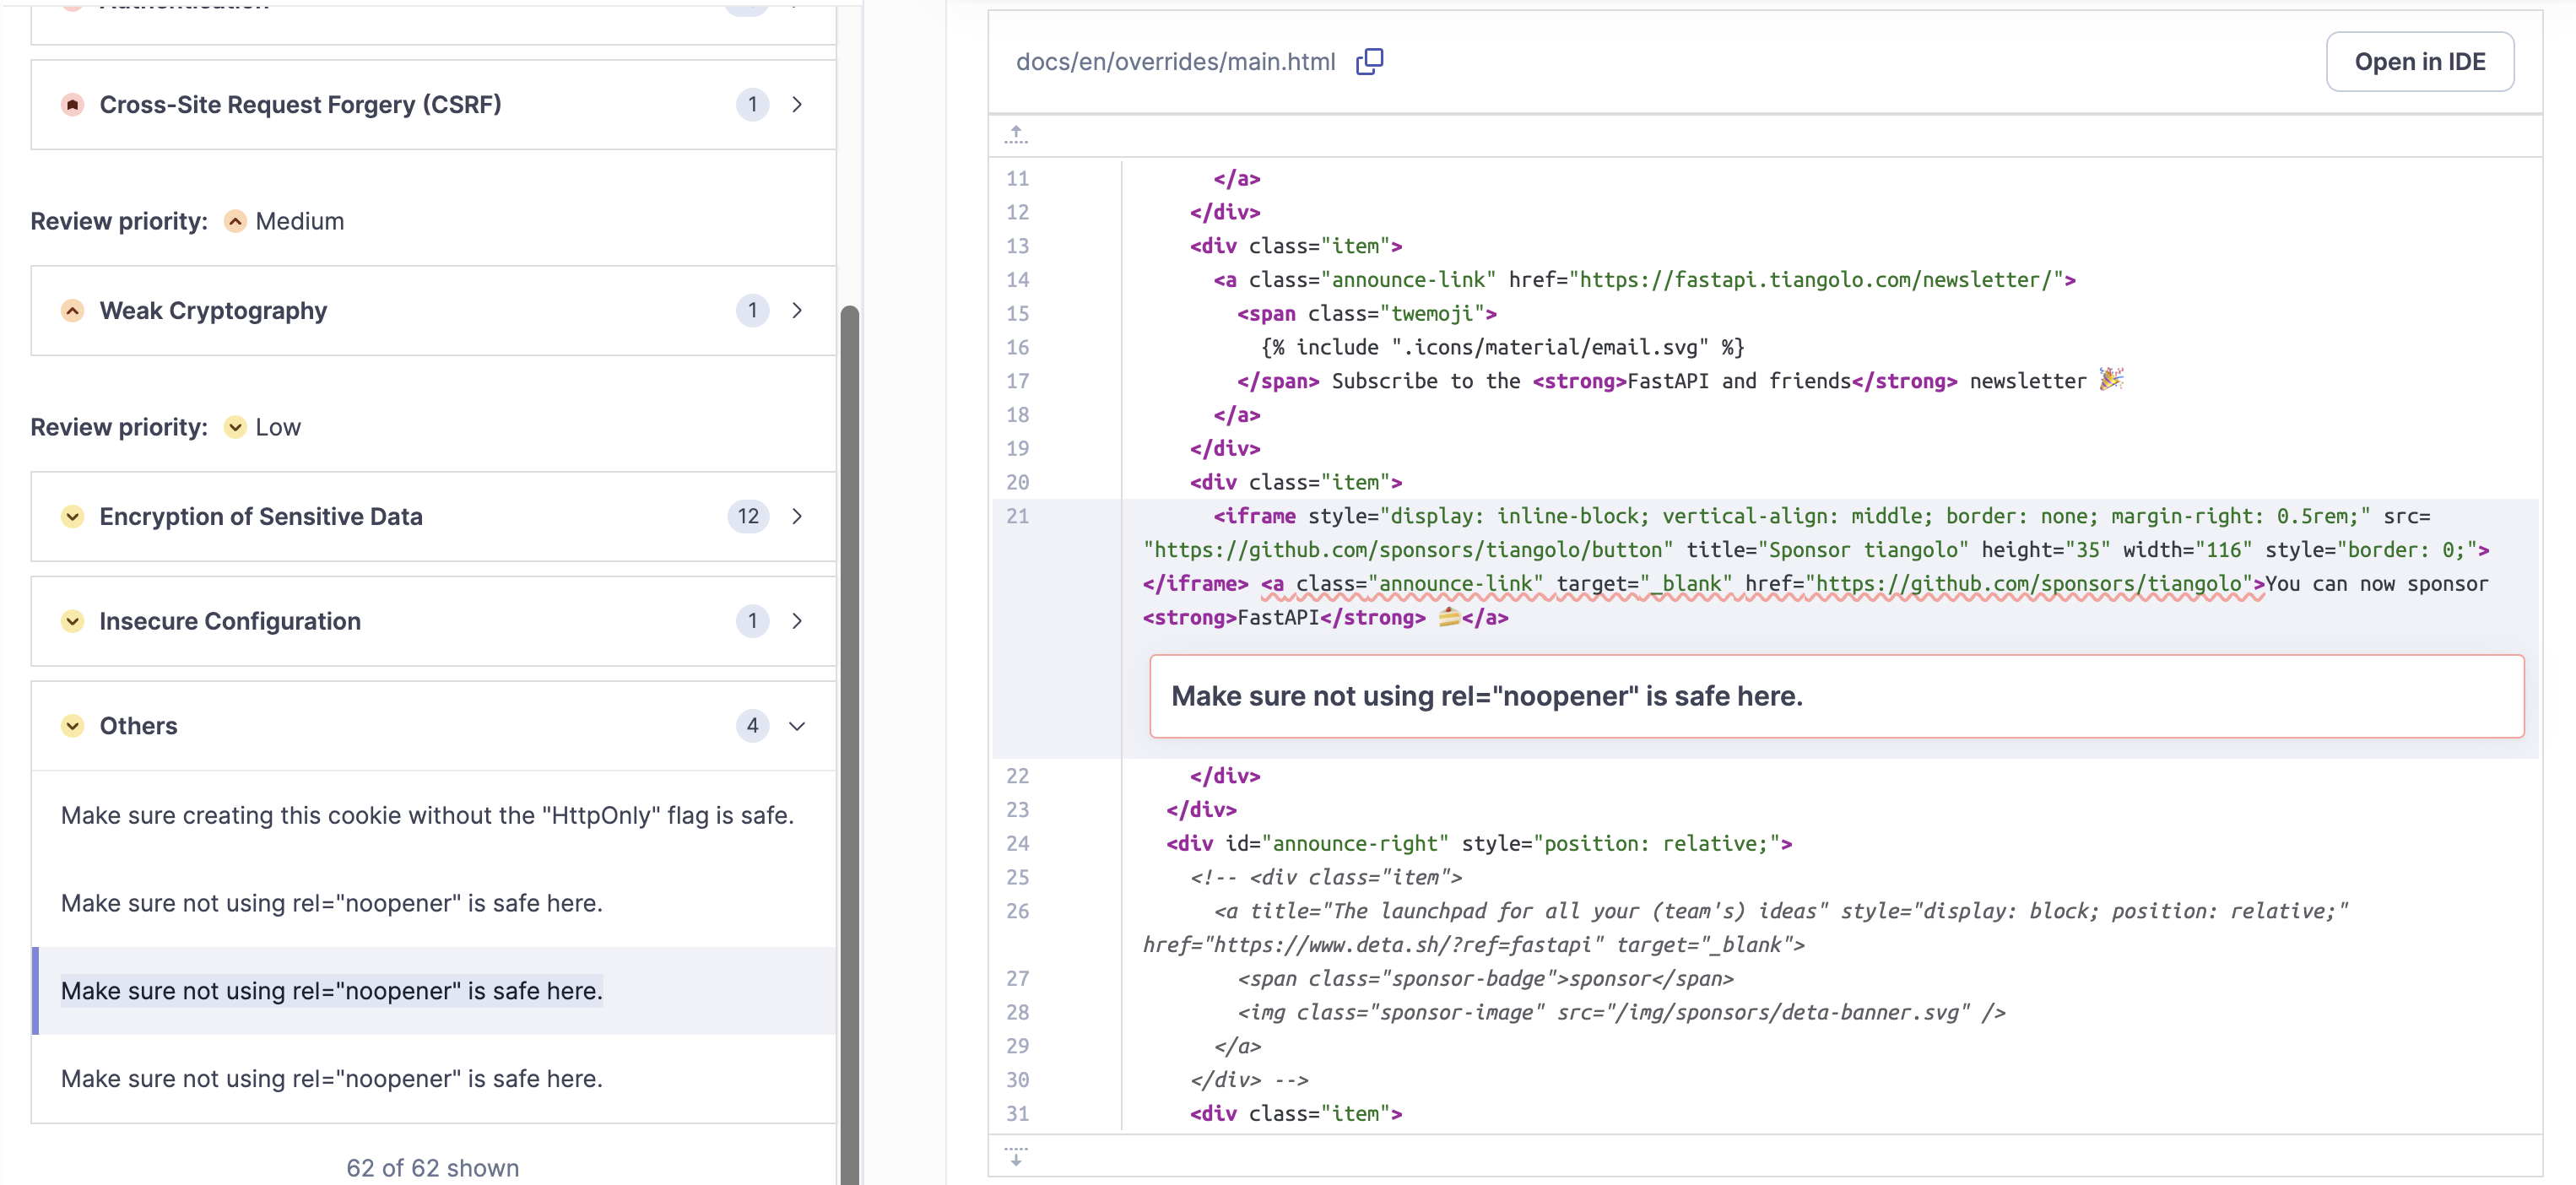 Authentication
Cross-Site Request Forgery (CSRF) 1
Review priority: Medium
Weak Cryptography 1
Review priority: Low
Encryption of Sensitive Data 12
Insecure Configuration 1
Others 4
Make sure creating this cookie without the "HttpOnly" flag is safe.
Make sure not using rel="noopener" is safe here.
Make sure not using rel="noopener" is safe here.
Make sure not using rel="noopener" is safe here.
62 of 62 shown
docs/en/overrides/main.html
Open in IDE
11 </a>
12 </div>
13 <div class="item">
14 <a class="announce-link" href="https://fastapi.tiangolo.com/newsletter/">
15 <span class="twemoji">
16 {% include ".icons/material/email.svg" %}
17 </span> Subscribe to the <strong>FastAPI and friends</strong> newsletter 🎉
18 </a>
19 </div>
20 <div class="item">
21 <iframe style="display: inline-block; vertical-align: middle; border: none; margin-right: 0.5rem;" src=
"https://github.com/sponsors/tiangolo/button" title="Sponsor tiangolo" height="35" width="116" style="border: 0;">
</iframe> <a class="announce-link" target="_blank" href="https://github.com/sponsors/tiangolo">You can now sponsor
<strong>FastAPI</strong> 🍰</a>
Make sure not using rel="noopener" is safe here.
22 </div>
23 </div>
24 <div id="announce-right" style="position: relative;">
25 <!-- <div class="item">
26 <a title="The launchpad for all your (team's) ideas" style="display: block; position: relative;"
href="https://www.deta.sh/?ref=fastapi" target="_blank">
27 <span class="sponsor-badge">sponsor</span>
28 <img class="sponsor-image" src="/img/sponsors/deta-banner.svg" />
29 </a>
30 </div> -->
31 <div class="item">